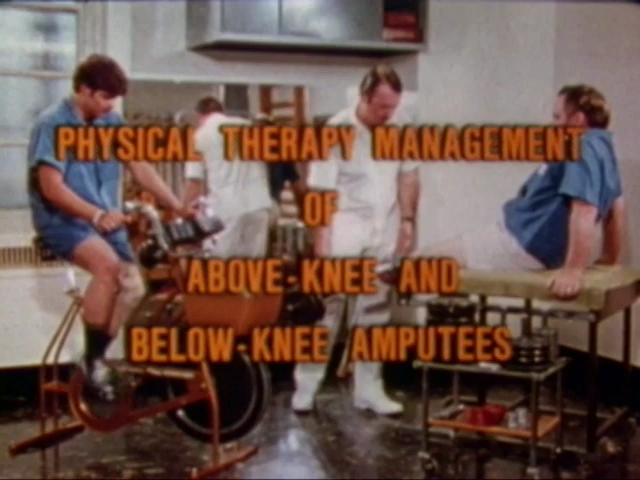 PHYSICAL THERAPY MANAGEMENT
OF
ABOVE-KNEE AND
BELOW-KNEE AMPUTEES